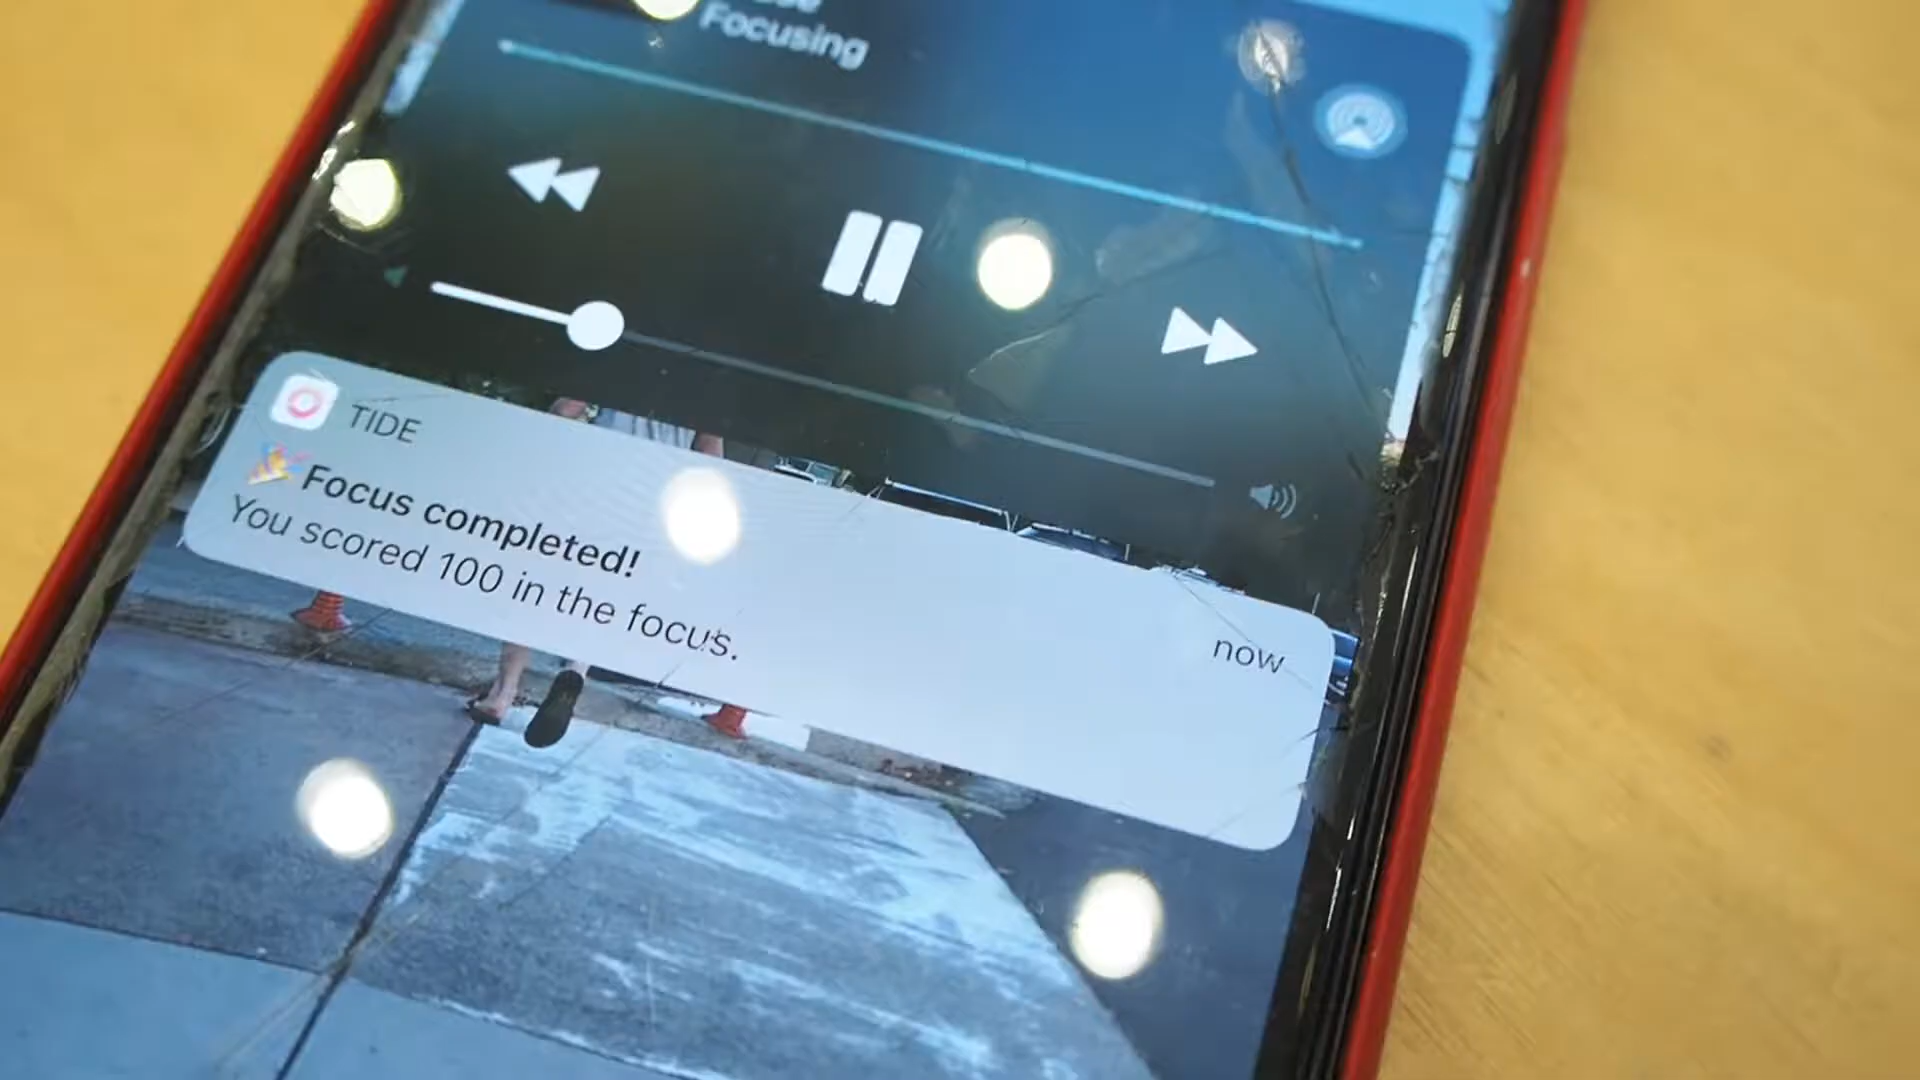 Focusing
TIDE
🎉 Focus completed!
You scored 100 in the focus.
now